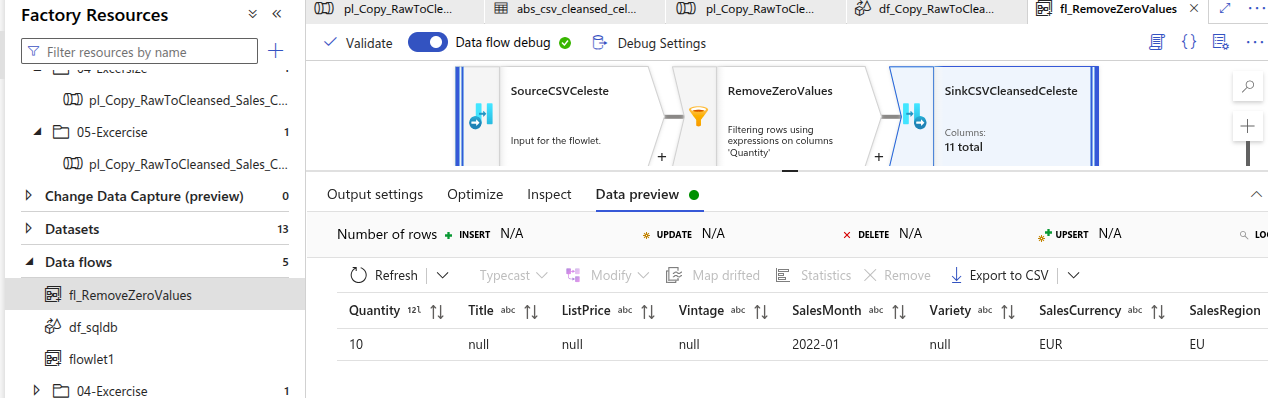 Factory Resources
Filter resources by name
04-Excersize 1
pl_Copy_RawToCleansed_Sales_C...
05-Excercise 1
pl_Copy_RawToCleansed_Sales_C...
Change Data Capture (preview) 0
Datasets 13
Data flows 5
fl_RemoveZeroValues
df_sqldb
flowlet1
04-Excercise 1
pl_Copy_RawToCle... abs_csv_cleansed_cel... pl_Copy_RawToCle... df_Copy_RawToClea... fl_RemoveZeroValues
Validate Data flow debug Debug Settings
SourceCSVCeleste
Input for the flowlet.
+
RemoveZeroValues
Filtering rows using
expressions on columns
'Quantity'
+
SinkCSVCleansedCeleste
Columns:
11 total
Output settings Optimize Inspect Data preview
Number of rows INSERT N/A UPDATE N/A DELETE N/A UPSERT N/A LOO
Refresh Typecast Modify Map drifted Statistics Remove Export to CSV
Quantity 12l Title abc ListPrice abc Vintage abc SalesMonth abc Variety abc SalesCurrency abc SalesRegion
10 null null null 2022-01 null EUR EU